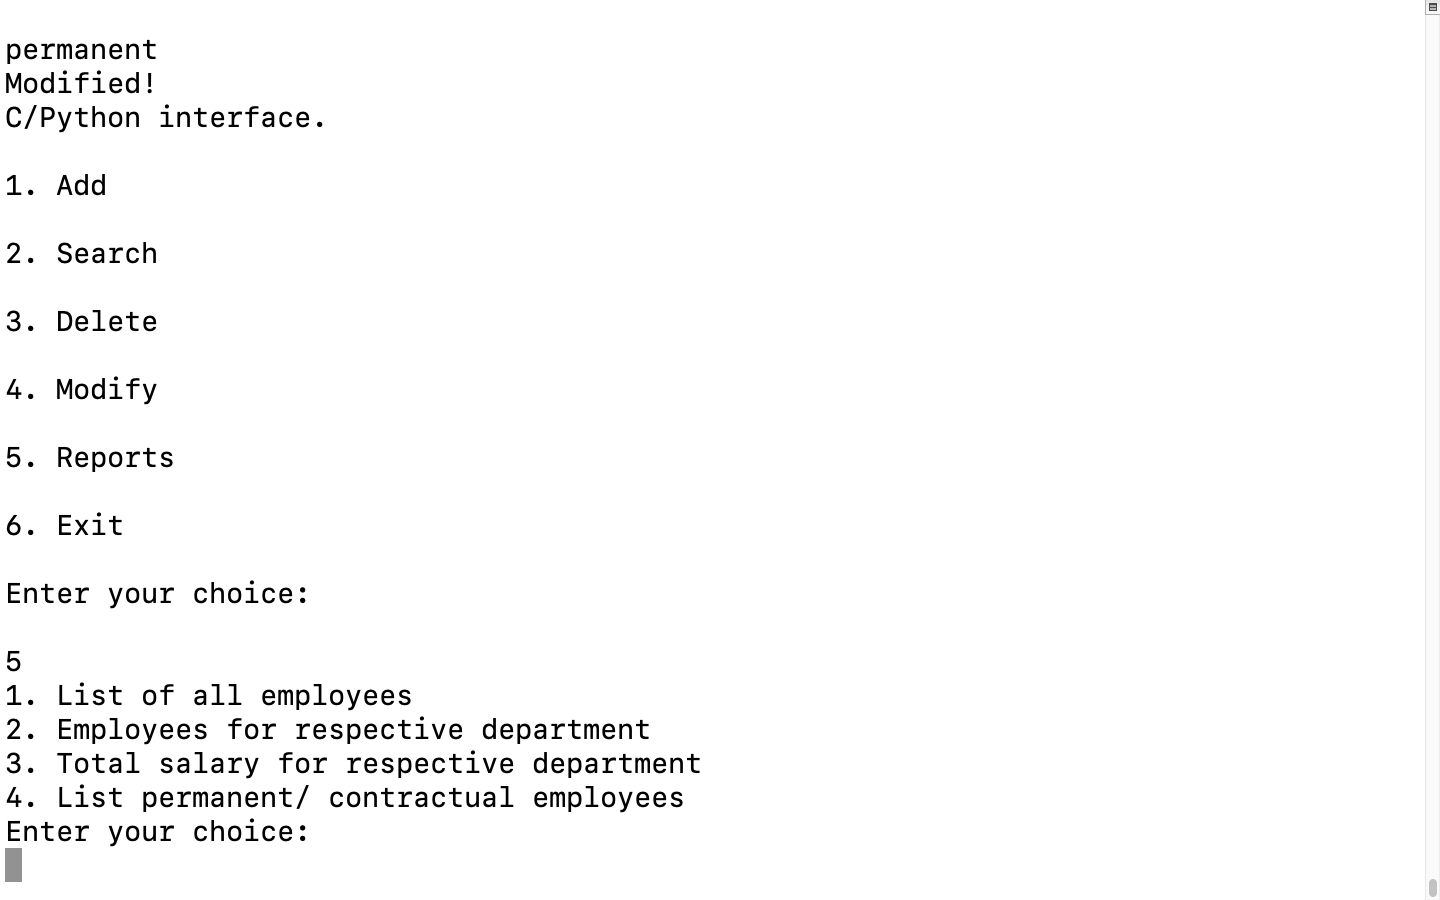 permanent
Modified!
C/Python interface.
1. Add
2. Search
3. Delete
4. Modify
5. Reports
6. Exit
Enter your choice:
5
1. List of all employees
2. Employees for respective department
3. Total salary for respective department
4. List permanent/ contractual employees
Enter your choice: